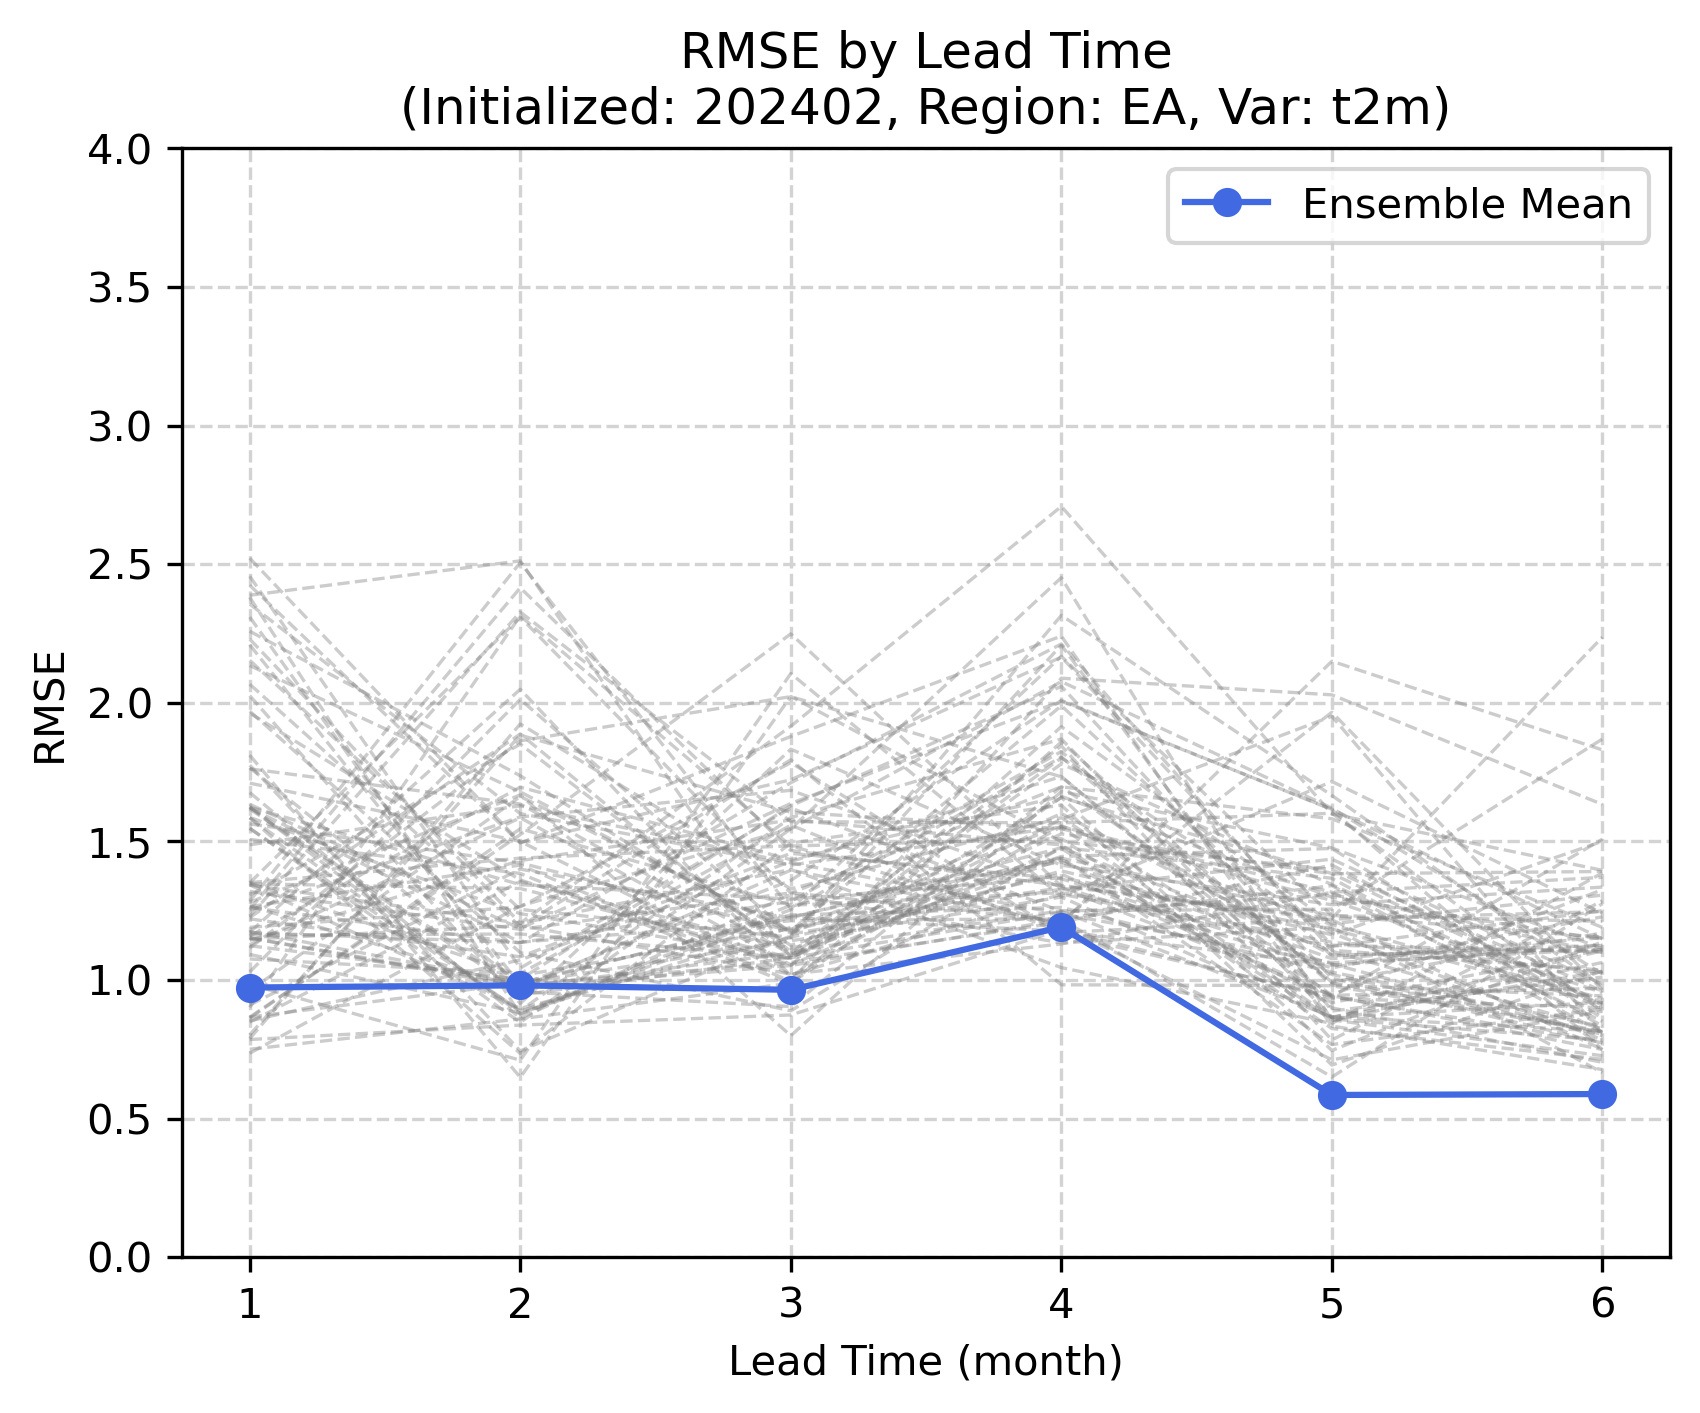 RMSE by Lead Time
(Initialized: 202402, Region: EA, Var: t2m)
Ensemble Mean
RMSE
4.0
3.5
3.0
2.5
2.0
1.5
1.0
0.5
0.0
1 2 3 4 5 6
Lead Time (month)